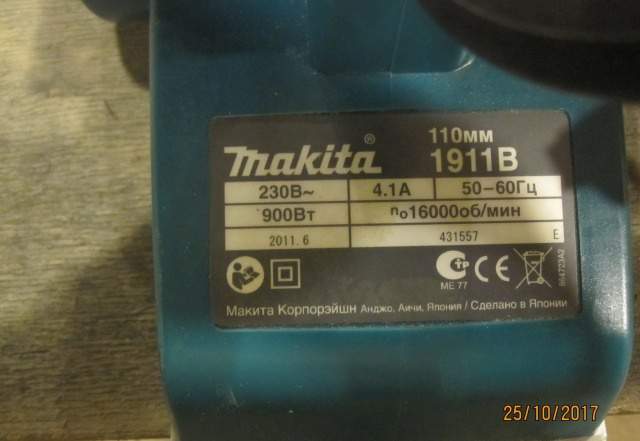 110мм
makita® 1911B
230В~ 4.1А 50–60Гц
900Вт no16000об/мин
2011.6 431557 E
ME 77
Макита Корпорэйшн Анджо, Аичи, Япония / Сделано в Японии
25/10/2017